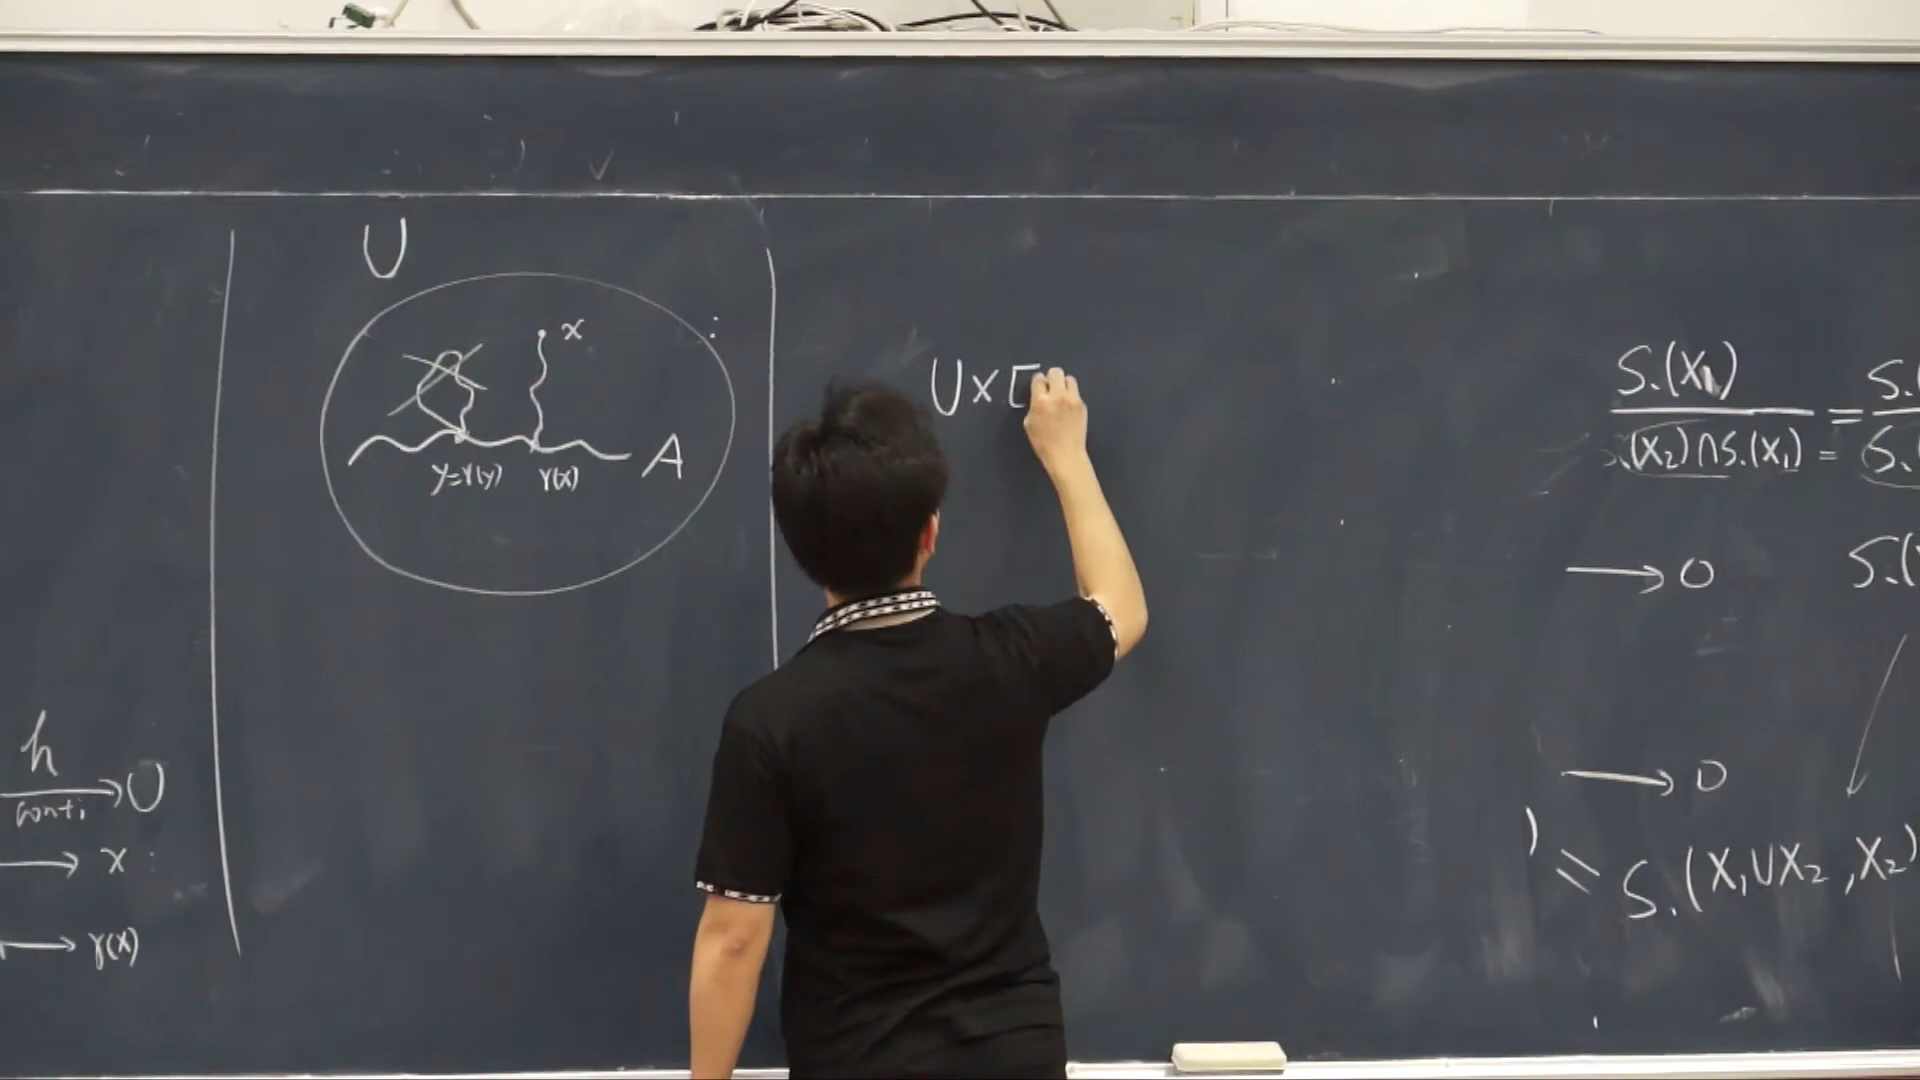 h
conti
→ U
→ x
→ r(x)
U
x
A
y=r(y) r(x)
U×[
S.(X₁)
(X₂)∩S.(X₁) =
= S.
S.(
→ 0
S.(
→ 0
)
S.(X₁∪X₂, X₂)